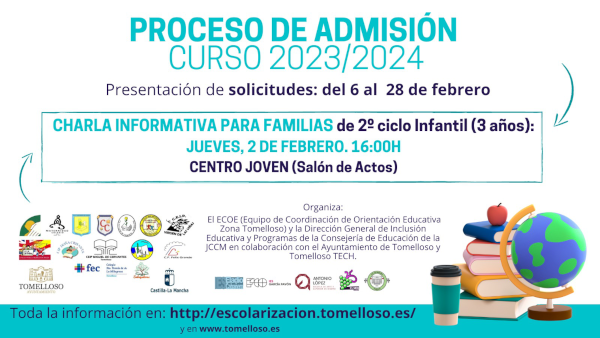 PROCESO DE ADMISIÓN
CURSO 2023/2024
Presentación de solicitudes: del 6 al 28 de febrero
CHARLA INFORMATIVA PARA FAMILIAS de 2º ciclo Infantil (3 años):
JUEVES, 2 DE FEBRERO. 16:00H
CENTRO JOVEN (Salón de Actos)
Organiza:
El ECOE (Equipo de Coordinación de Orientación Educativa
Zona Tomelloso) y la Dirección General de Inclusión
Educativa y Programas de la Consejería de Educación de la
JCCM en colaboración con el Ayuntamiento de Tomelloso y
Tomelloso TECH.
fec
TOMELLOSO
Castilla-La Mancha
ANTONIO
LÓPEZ
Toda la información en: http://escolarizacion.tomelloso.es/
y en www.tomelloso.es